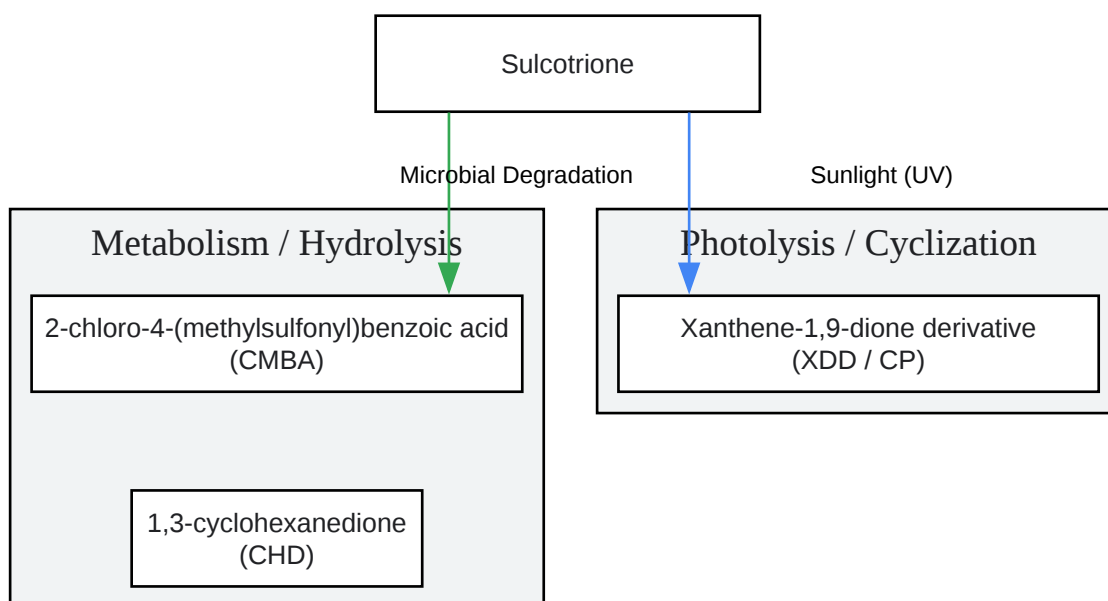 Sulcotrione
Microbial Degradation
Sunlight (UV)
Metabolism / Hydrolysis
2-chloro-4-(methylsulfonyl)benzoic acid
(CMBA)
1,3-cyclohexanedione
(CHD)
Photolysis / Cyclization
Xanthene-1,9-dione derivative
(XDD / CP)